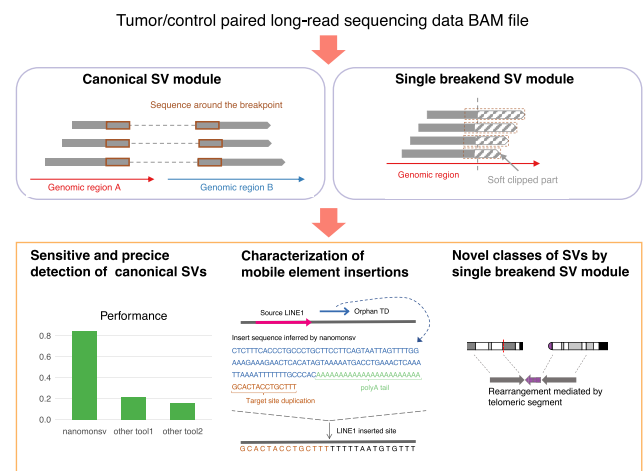 Tumor/control paired long-read sequencing data BAM file
Canonical SV module
Sequence around the breakpoint
Genomic region A
Genomic region B
Single breakend SV module
Genomic region
Soft clipped part
Sensitive and precice
detection of canonical SVs
Performance
0.8
0.6
0.4
0.2
0.0
nanomonsv
other tool1
other tool2
Characterization of
mobile element insertions
Source LINE1
Orphan TD
Insert sequence inferred by nanomonsv
CTCTTTCACCCTGCCCTGCTTCCTTCAGTAATTAGTTTTGG
AAAGAAAGAACTCACATAGTAAAAATGACCTGAAACTCAAA
TTAAAATTTTTTTGCCCACAAAAAAAAAAAAAAAAAAAAAAA
polyA tail
GCACTACCTGCTTT
Target site duplication
LINE1 inserted site
GCACTACCTGCTTTTTTTTAATGTGTTT
Novel classes of SVs by
single breakend SV module
Rearrangement mediated by
telomeric segment